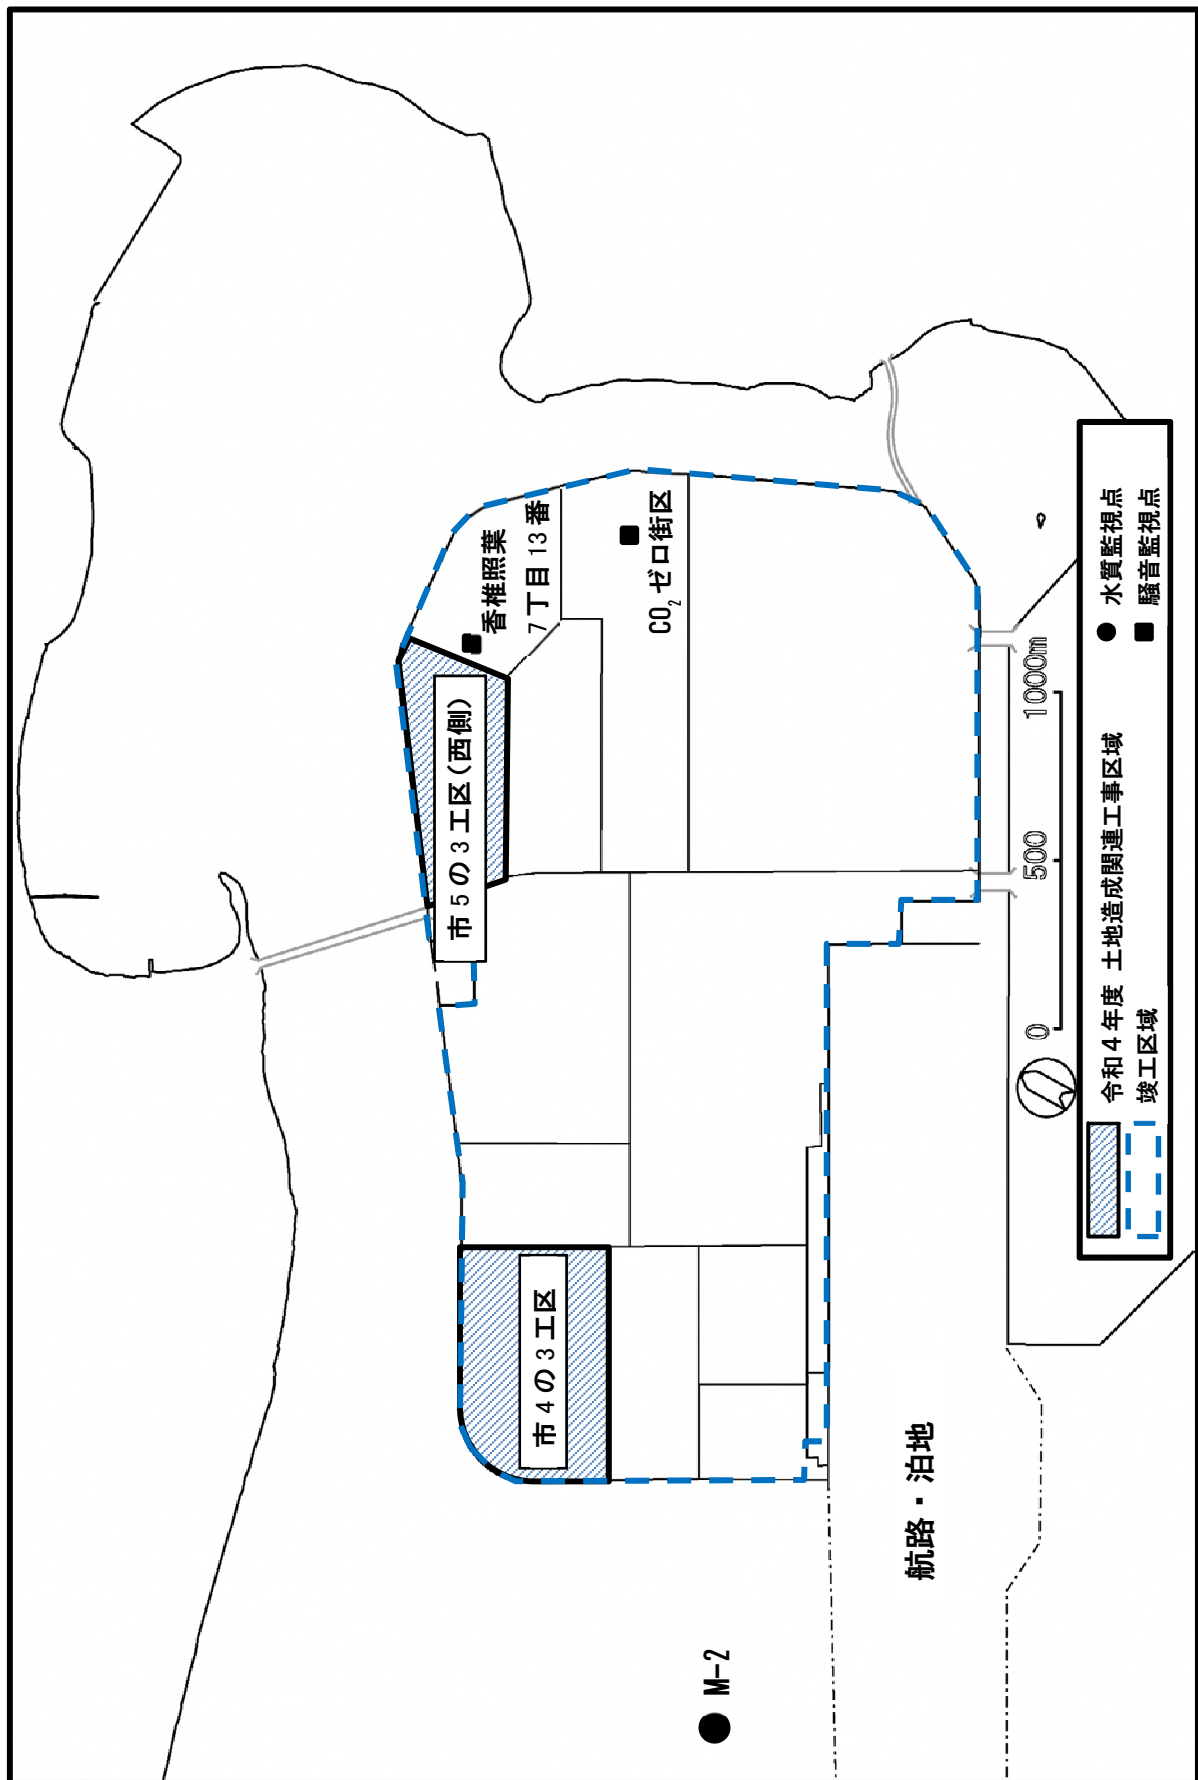 市5の3工区(西側)
香椎照葉
7丁目13番
CO₂ゼロ街区
市4の3工区
航路・泊地
M-2
0 500 1000m
令和4年度 土地造成関連工事区域
竣工区域
水質監視点
騒音監視点